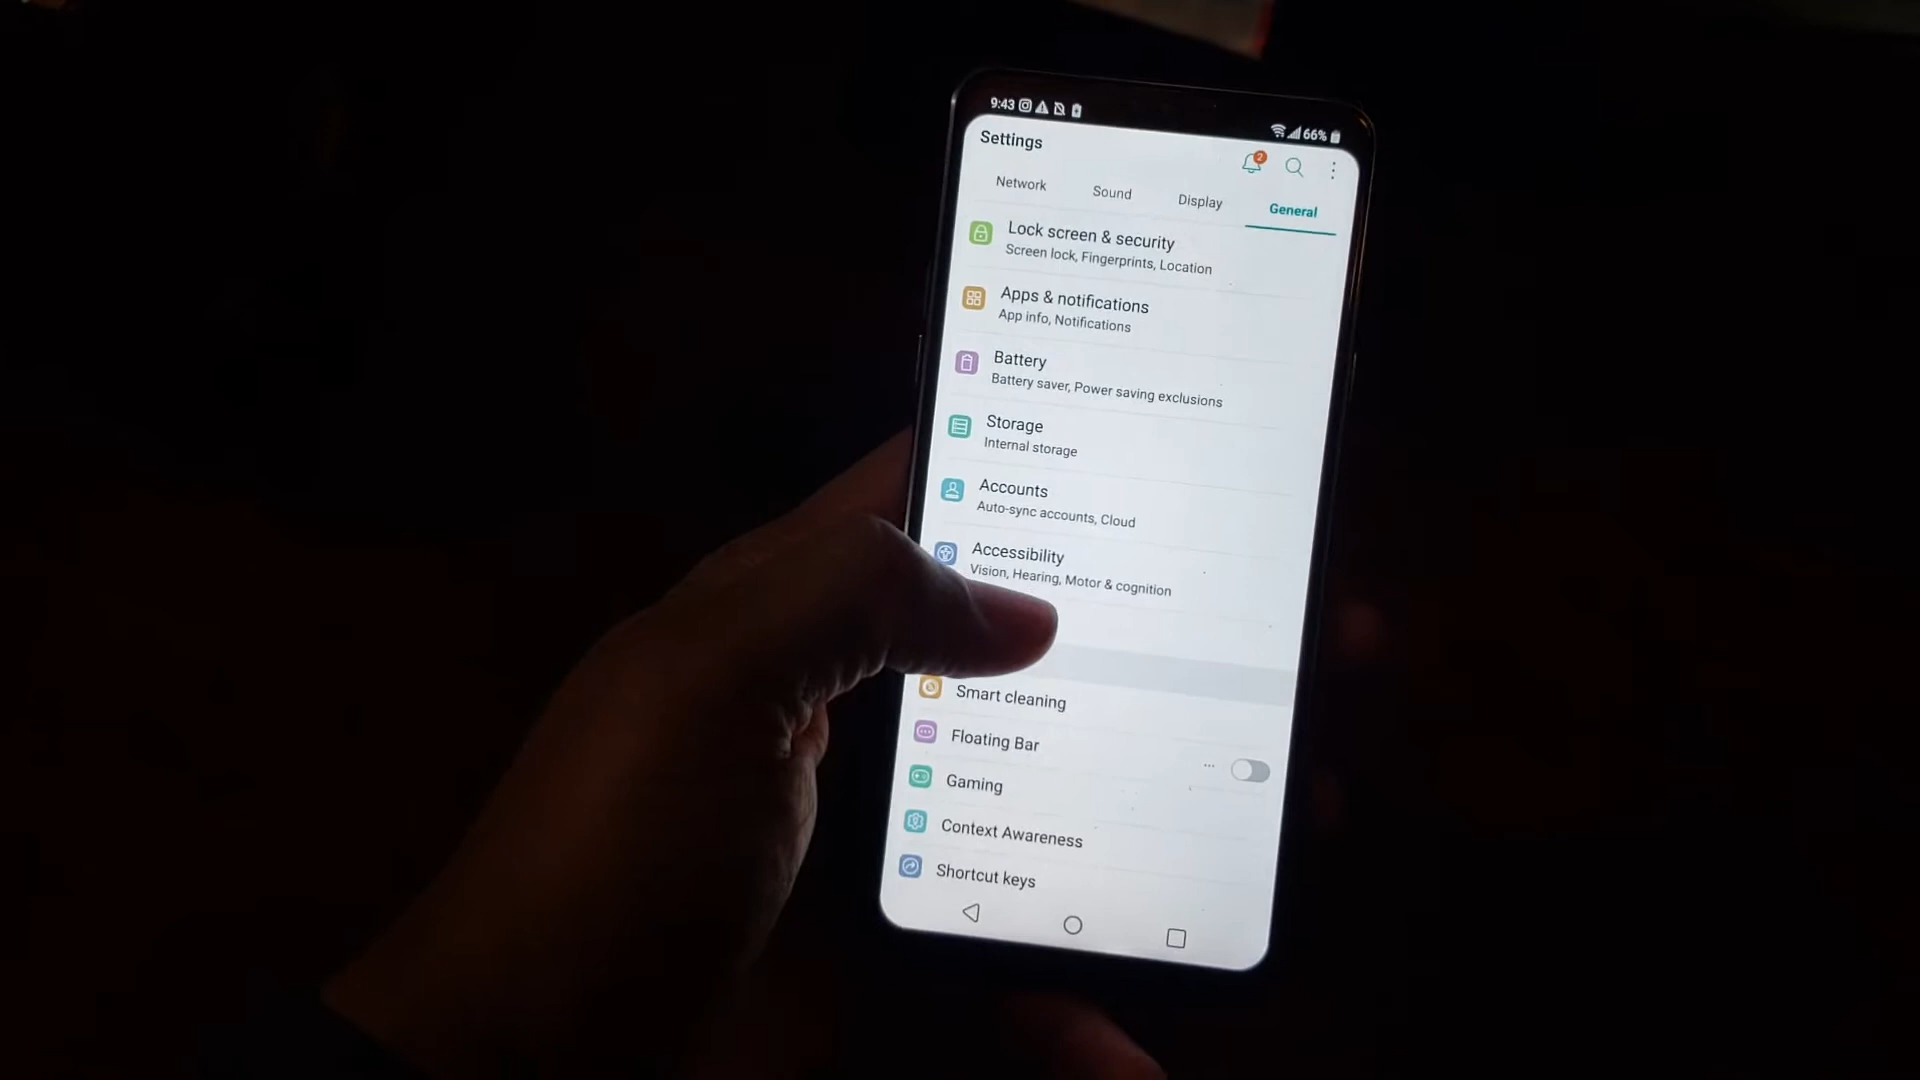 9:43
66%
Settings
2
Network Sound Display General
Lock screen & security
Screen lock, Fingerprints, Location
Apps & notifications
App info, Notifications
Battery
Battery saver, Power saving exclusions
Storage
Internal storage
Accounts
Auto-sync accounts, Cloud
Accessibility
Vision, Hearing, Motor & cognition
Smart cleaning
Floating Bar
Gaming
Context Awareness
Shortcut keys